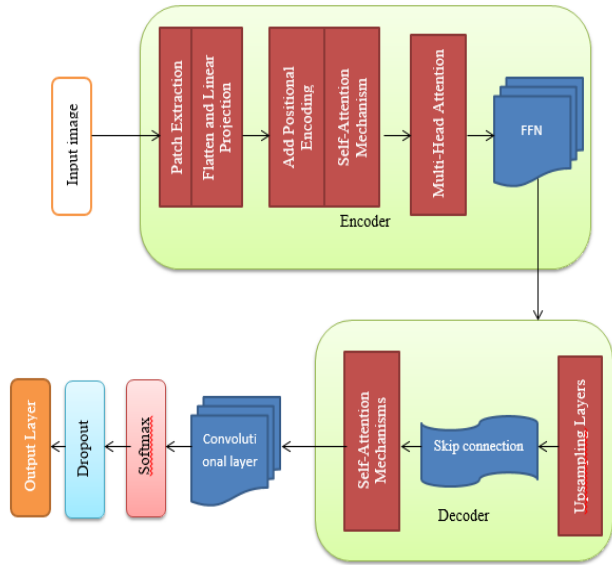 Input image
Patch Extraction
Flatten and Linear
Projection
Add Positional
Encoding
Self-Attention
Mechanism
Multi-Head Attention
FFN
Encoder
Upsampling Layers
Skip connection
Self-Attention
Mechanisms
Decoder
Convoluti
onal layer
Softmax
Dropout
Output Layer